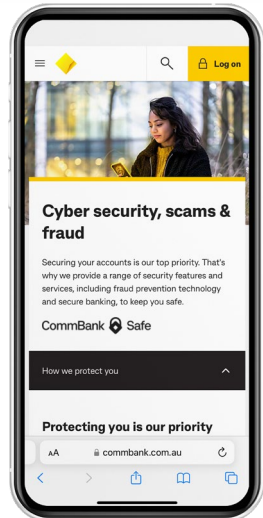 Log on
Cyber security, scams &
fraud
Securing your accounts is our top priority. That's
why we provide a range of security features and
services, including fraud prevention technology
and secure banking, to keep you safe.
CommBank Safe
How we protect you
Protecting you is our priority
AA commbank.com.au